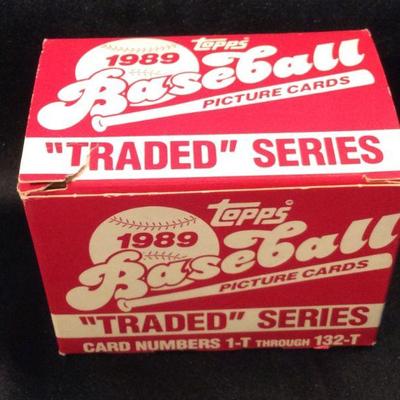 topps®
1989
Baseball
PICTURE CARDS
"TRADED" SERIES
topps®
1989
Baseball
PICTURE CARDS
"TRADED" SERIES
CARD NUMBERS 1-T THROUGH 132-T